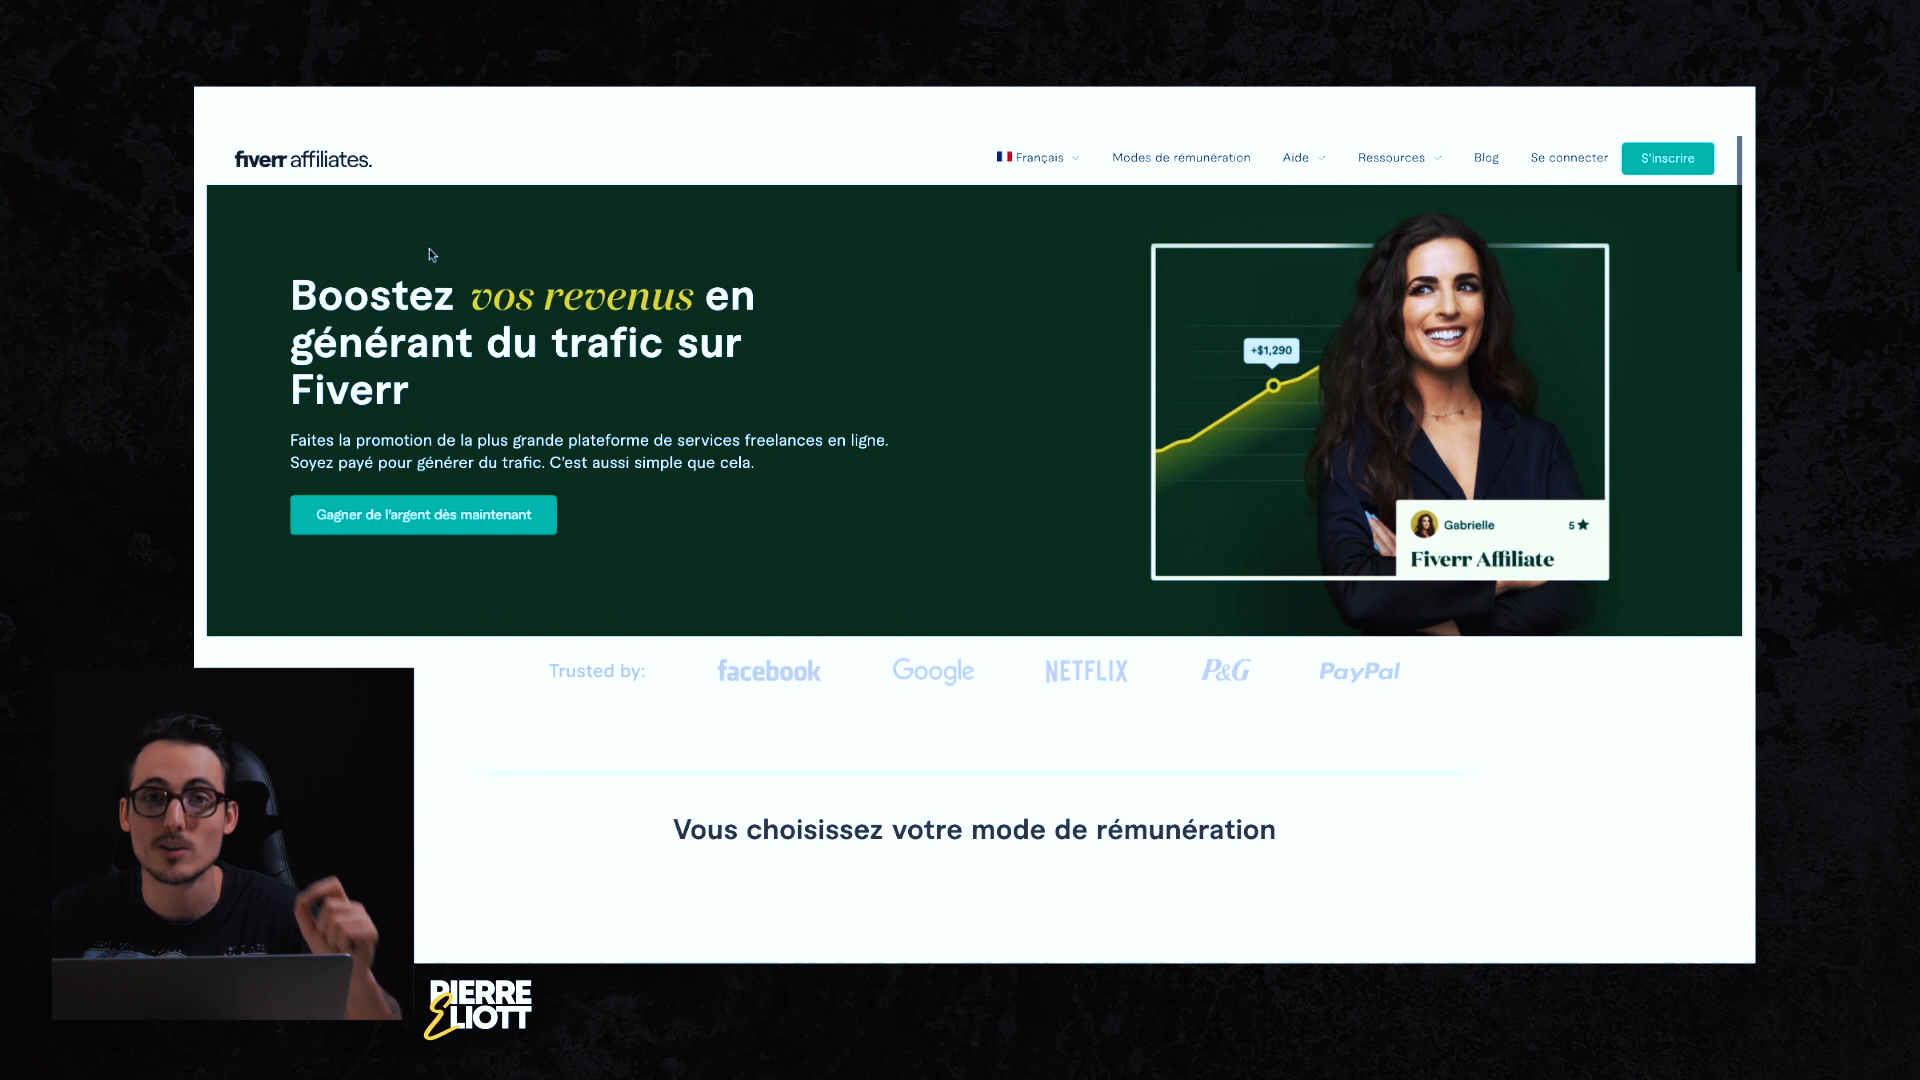 fiverr affiliates.
Français
Modes de rémunération
Aide
Ressources
Blog
Se connecter
S'inscrire
Boostez vos revenus en
générant du trafic sur
Fiverr
Faites la promotion de la plus grande plateforme de services freelances en ligne.
Soyez payé pour générer du trafic. C'est aussi simple que cela.
Gagner de l'argent dès maintenant
+$1,290
Gabrielle
5★
Fiverr Affiliate
Trusted by:
facebook
Google
NETFLIX
P&G
PayPal
Vous choisissez votre mode de rémunération
PIERRE
ELIOTT